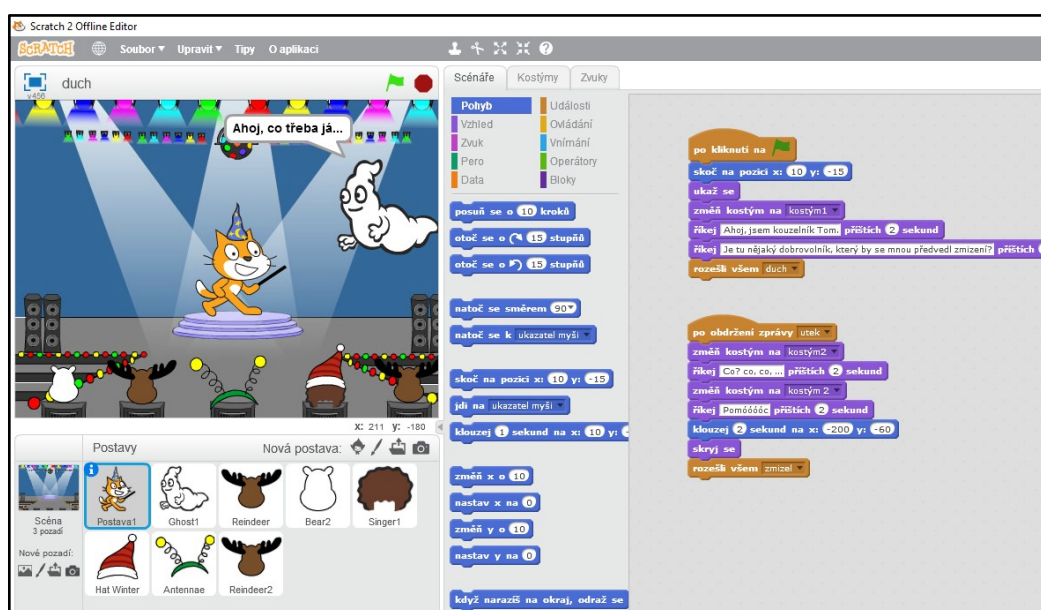 Scratch 2 Offline Editor
SCRATCH Soubor Upravit Tipy O aplikaci
duch
v456
Ahoj, co třeba já...
X: 211 y: -180
Postavy Nová postava:
Scéna
3 pozadí
Nové pozadí:
Postava1 Ghost1 Reindeer Bear2 Singer1
Hat Winter Antennae Reindeer2
Scénáře Kostýmy Zvuky
Pohyb Události
Vzhled Ovládání
Zvuk Vnímání
Pero Operátory
Data Bloky
posuň se o 10 kroků
otoč se o 15 stupňů
otoč se o 15 stupňů
natoč se směrem 90
natoč se k ukazatel myši
skoč na pozici x: 10 y: -15
jdi na ukazatel myši
klouzej 1 sekund na x: 10 y:
změň x o 10
nastav x na 0
změň y o 10
nastav y na 0
když narazíš na okraj, odraž se
po kliknutí na
skoč na pozici x: 10 y: -15
ukaž se
změň kostým na kostým1
říkej Ahoj, jsem kouzelník Tom. příštích 2 sekund
říkej Je tu nějaký dobrovolník, který by se mnou předvedl zmizení? příštích
rozešli všem duch
po obdržení zprávy utek
změň kostým na kostým2
říkej Co? co, co, ... příštích 2 sekund
změň kostým na kostým 2
říkej Pomóóóóc příštích 2 sekund
klouzej 2 sekund na x: -200 y: -60
skryj se
rozešli všem zmizel